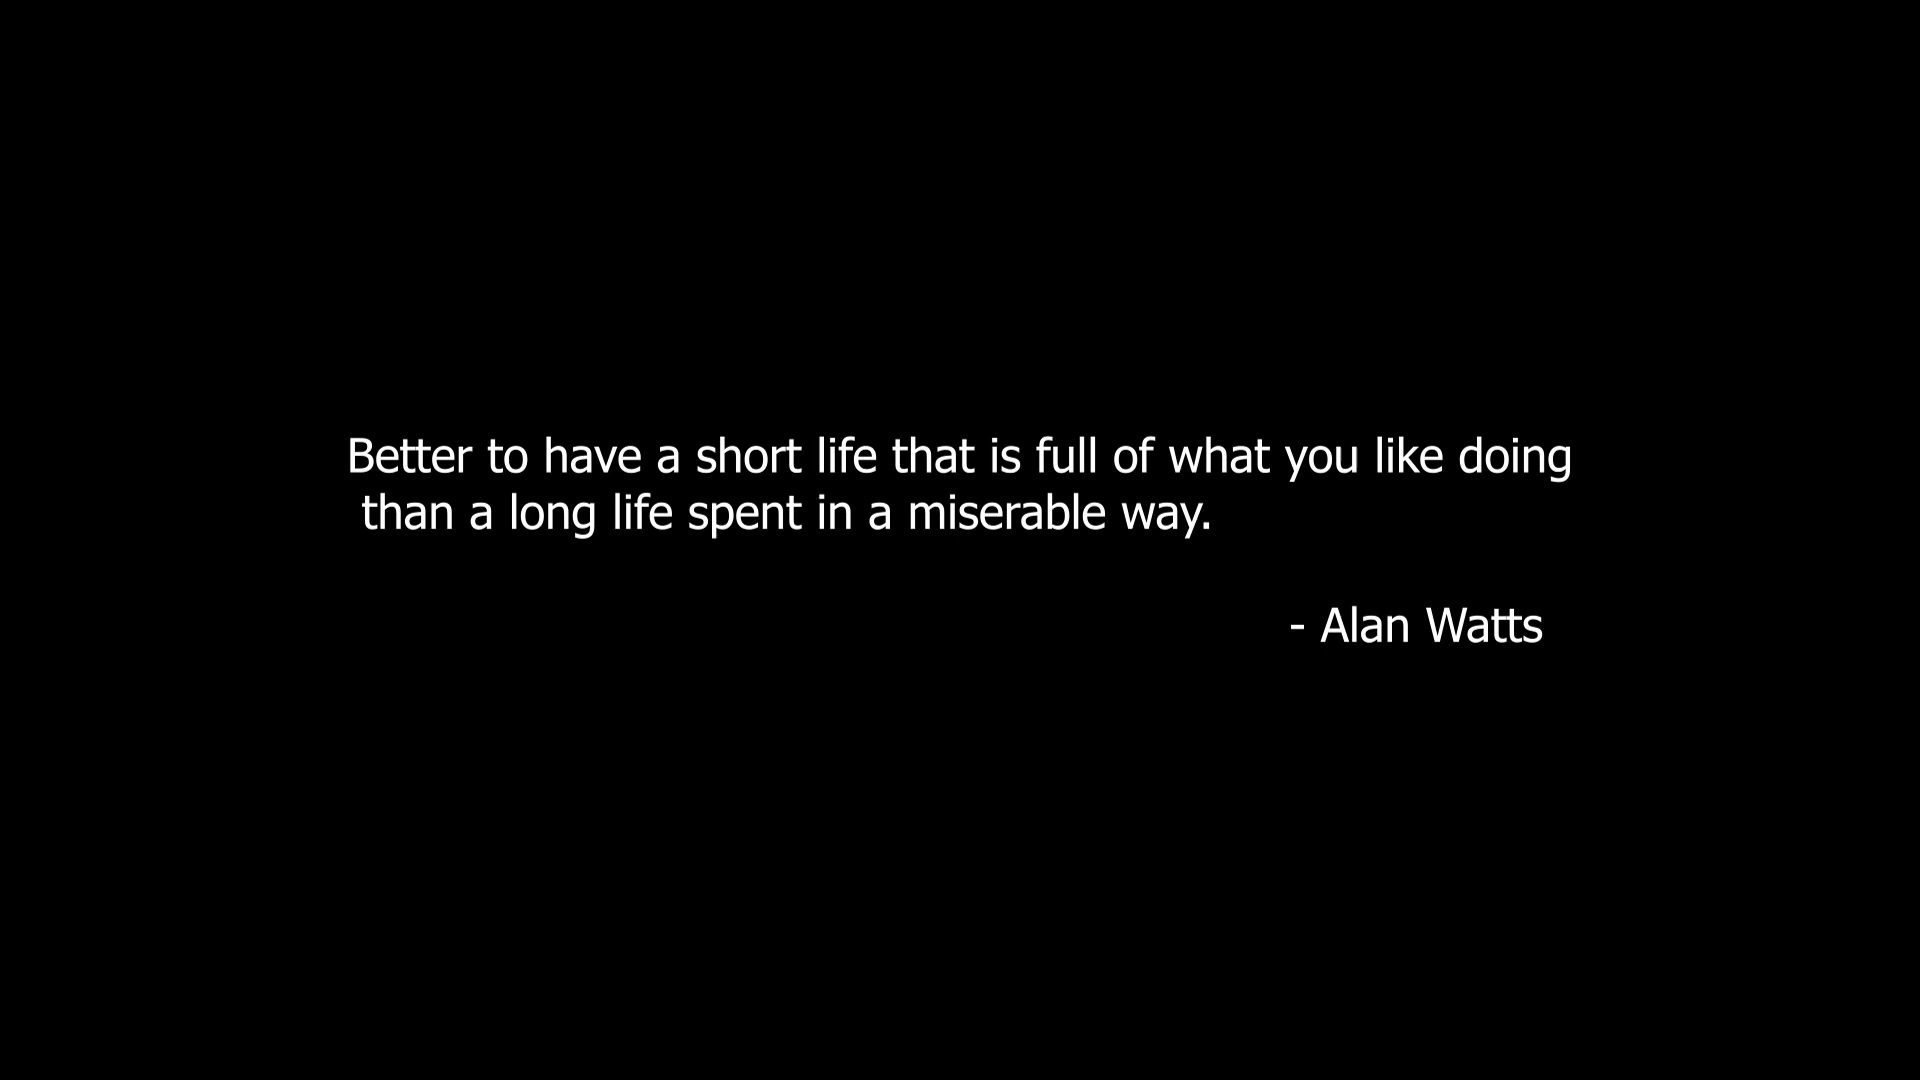 Better to have a short life that is full of what you like doing
than a long life spent in a miserable way.
- Alan Watts